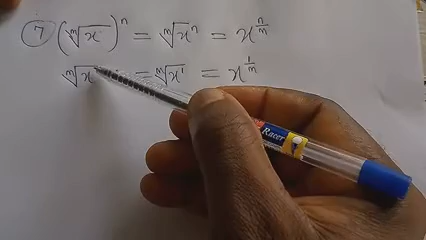 ⑦ (ᵐ√x)ⁿ = ᵐ√xⁿ = x^(n/m)
ᵐ√x = ᵐ√x¹ = x^(1/m)
Racer